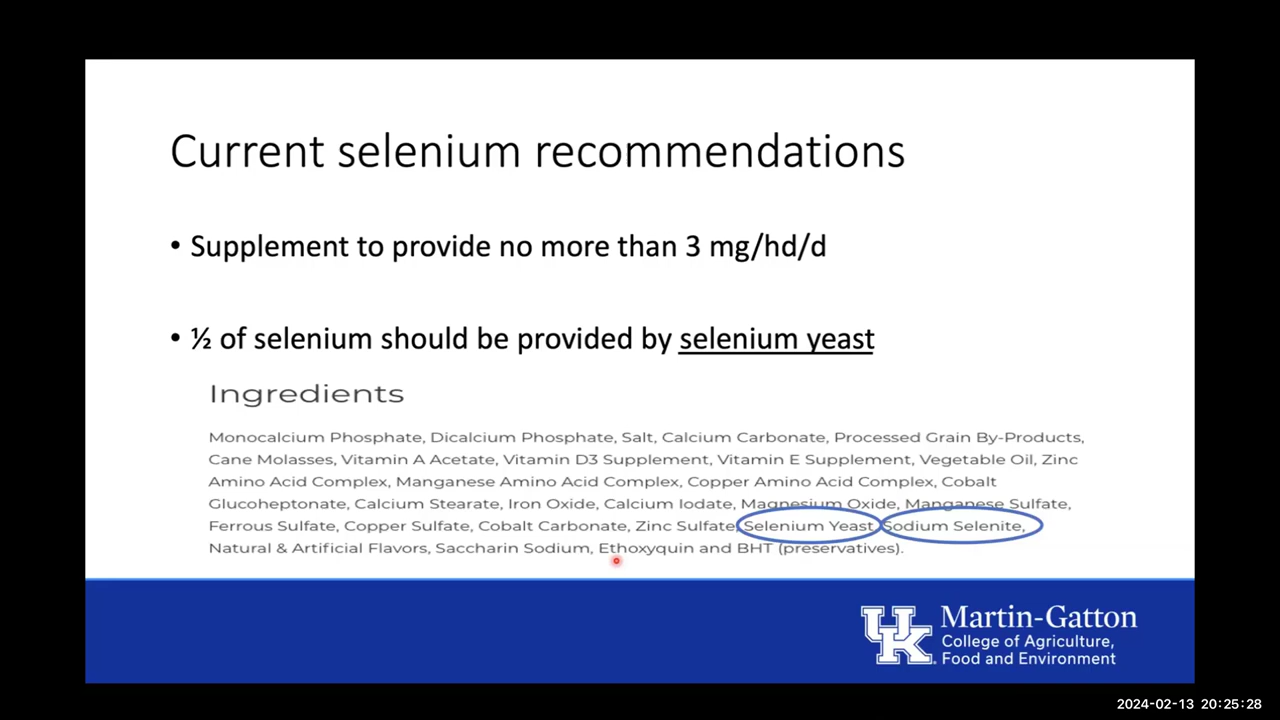 Current selenium recommendations
• Supplement to provide no more than 3 mg/hd/d
• ½ of selenium should be provided by selenium yeast
Ingredients
Monocalcium Phosphate, Dicalcium Phosphate, Salt, Calcium Carbonate, Processed Grain By-Products,
Cane Molasses, Vitamin A Acetate, Vitamin D3 Supplement, Vitamin E Supplement, Vegetable Oil, Zinc
Amino Acid Complex, Manganese Amino Acid Complex, Copper Amino Acid Complex, Cobalt
Glucoheptonate, Calcium Stearate, Iron Oxide, Calcium Iodate, Magnesium Oxide, Manganese Sulfate,
Ferrous Sulfate, Copper Sulfate, Cobalt Carbonate, Zinc Sulfate, Selenium Yeast, Sodium Selenite,
Natural & Artificial Flavors, Saccharin Sodium, Ethoxyquin and BHT (preservatives).
UK Martin-Gatton
College of Agriculture,
Food and Environment
2024-02-13 20:25:28